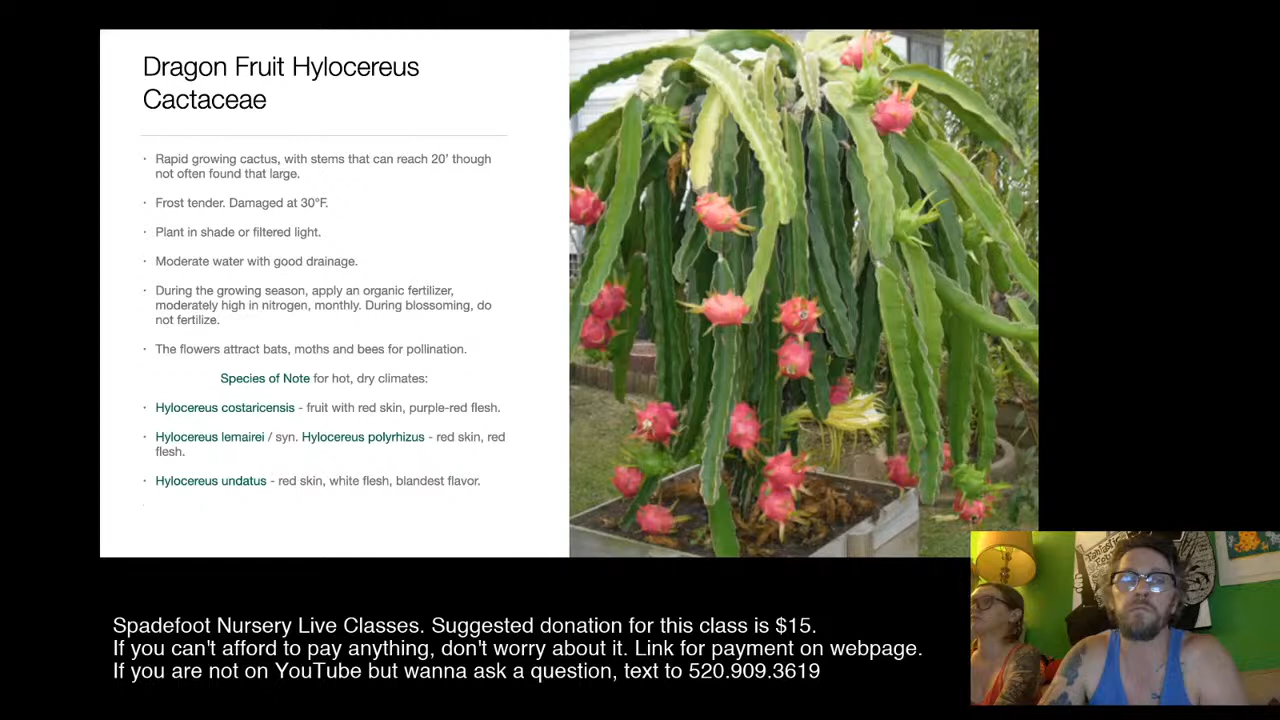 Dragon Fruit Hylocereus
Cactaceae
· Rapid growing cactus, with stems that can reach 20' though
not often found that large.
· Frost tender. Damaged at 30°F.
· Plant in shade or filtered light.
· Moderate water with good drainage.
· During the growing season, apply an organic fertilizer,
moderately high in nitrogen, monthly. During blossoming, do
not fertilize.
· The flowers attract bats, moths and bees for pollination.
Species of Note for hot, dry climates:
· Hylocereus costaricensis - fruit with red skin, purple-red flesh.
· Hylocereus lemairei / syn. Hylocereus polyrhizus - red skin, red
flesh.
· Hylocereus undatus - red skin, white flesh, blandest flavor.
Spadefoot Nursery Live Classes. Suggested donation for this class is $15.
If you can't afford to pay anything, don't worry about it. Link for payment on webpage.
If you are not on YouTube but wanna ask a question, text to 520.909.3619